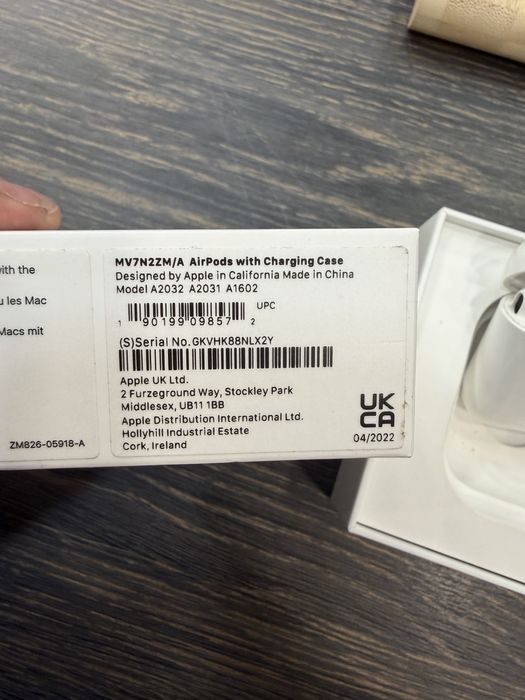 with the
u les Mac
Macs mit
ZM826-05918-A
MV7N2ZM/A AirPods with Charging Case
Designed by Apple in California Made in China
Model A2032 A2031 A1602
UPC
1 90199 09857 2
(S)Serial No.GKVHK88NLX2Y
Apple UK Ltd.
2 Furzeground Way, Stockley Park
Middlesex, UB11 1BB
Apple Distribution International Ltd.
Hollyhill Industrial Estate
Cork, Ireland
UK
CA
04/2022